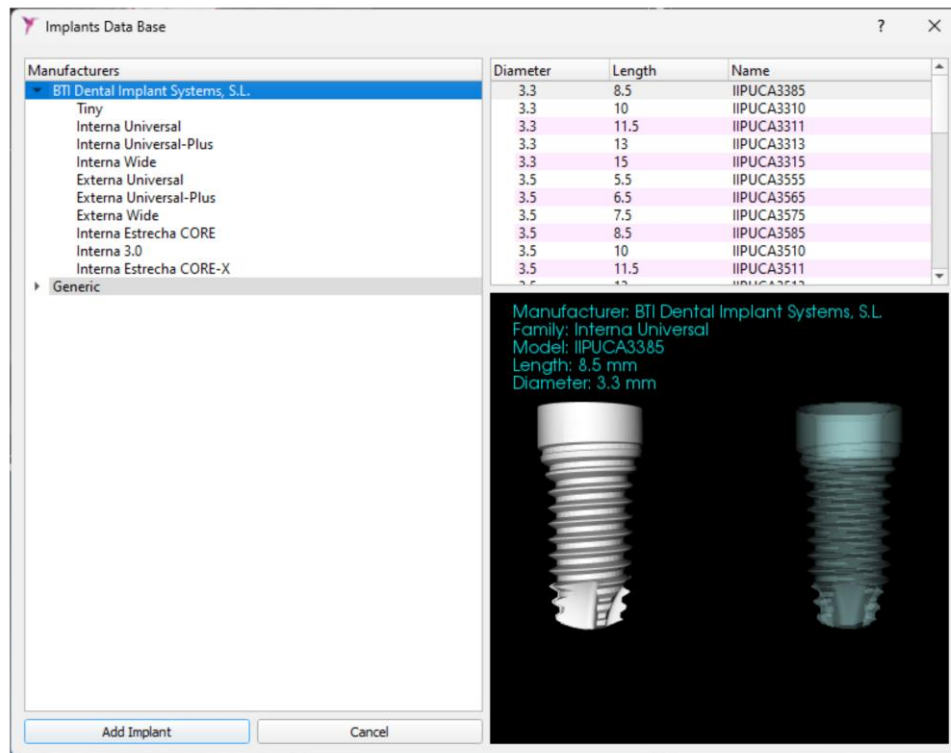 Implants Data Base
?
Manufacturers
BTI Dental Implant Systems, S.L.
Tiny
Interna Universal
Interna Universal-Plus
Interna Wide
Externa Universal
Externa Universal-Plus
Externa Wide
Interna Estrecha CORE
Interna 3.0
Interna Estrecha CORE-X
Generic
Add Implant
Cancel
Diameter Length Name
3.3 8.5 IIPUCA3385
3.3 10 IIPUCA3310
3.3 11.5 IIPUCA3311
3.3 13 IIPUCA3313
3.3 15 IIPUCA3315
3.5 5.5 IIPUCA3555
3.5 6.5 IIPUCA3565
3.5 7.5 IIPUCA3575
3.5 8.5 IIPUCA3585
3.5 10 IIPUCA3510
3.5 11.5 IIPUCA3511
Manufacturer: BTI Dental Implant Systems, S.L.
Family: Interna Universal
Model: IIPUCA3385
Length: 8.5 mm
Diameter: 3.3 mm